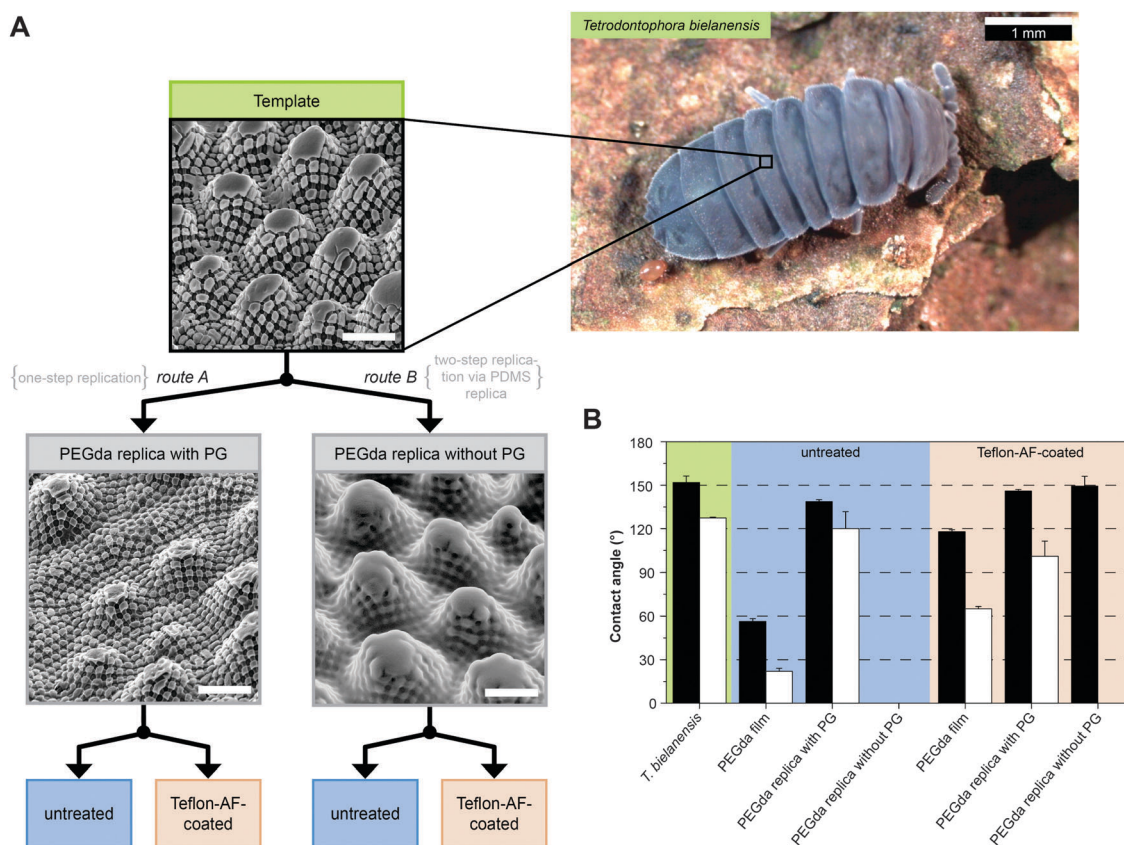 A
Tetrodontophora bielanensis
1 mm
Template
{one-step replication} route A
route B {two-step replica-
tion via PDMS
replica}
PEGda replica with PG
PEGda replica without PG
untreated
Teflon-AF-
coated
untreated
Teflon-AF-
coated
B
untreated
Teflon-AF-coated
Contact angle (°)
180
150
120
90
60
30
0
T. bielanensis
PEGda film
PEGda replica with PG
PEGda replica without PG
PEGda film
PEGda replica with PG
PEGda replica without PG